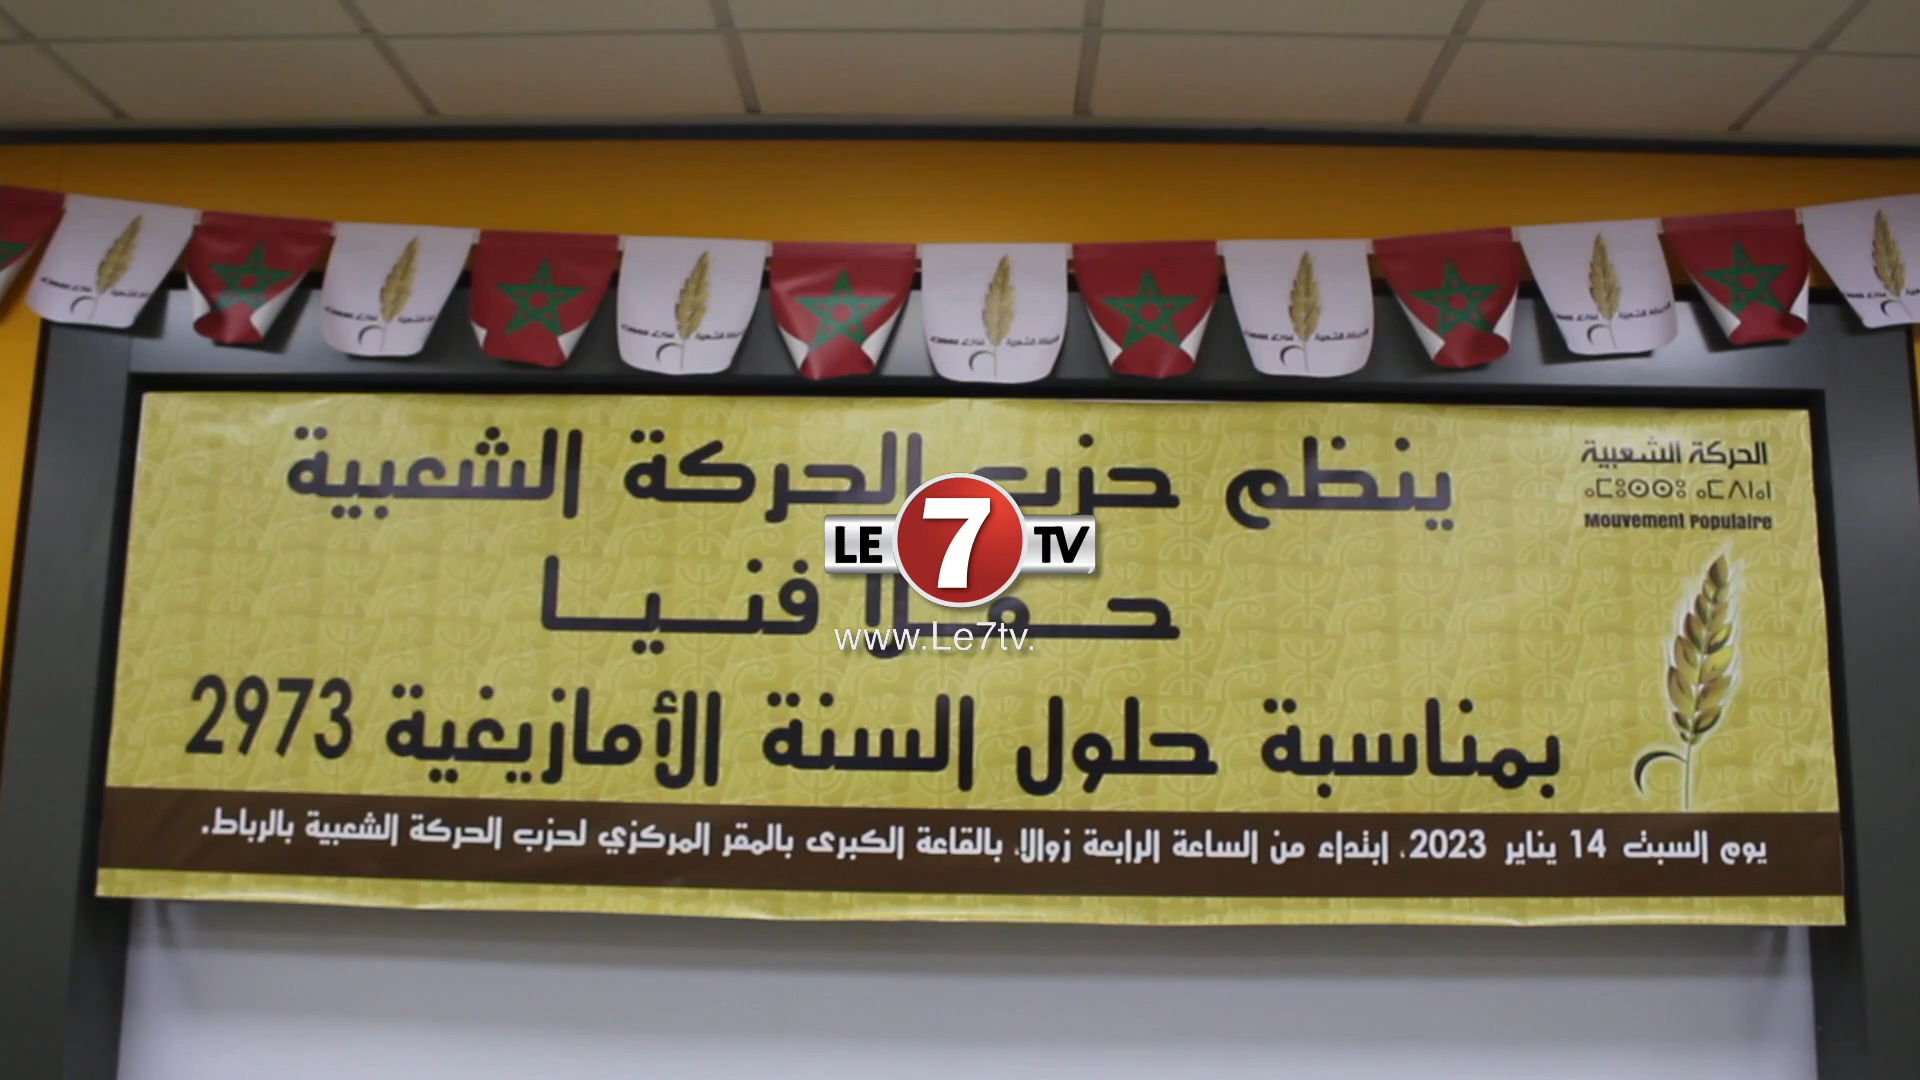 ينظم حزب الحركة الشعبية
حفلا فنيا
بمناسبة حلول السنة الأمازيغية 2973
يوم السبت 14 يناير 2023، ابتداء من الساعة الرابعة زوالا، بالقاعة الكبرى بالمقر المركزي لحزب الحركة الشعبية بالرباط.
الحركة الشعبية
ⴰⵎⵓⵙⵙⵓ ⴰⵎⴷⵏⴰⵏ
Mouvement Populaire
LE 7 TV
www.Le7tv.